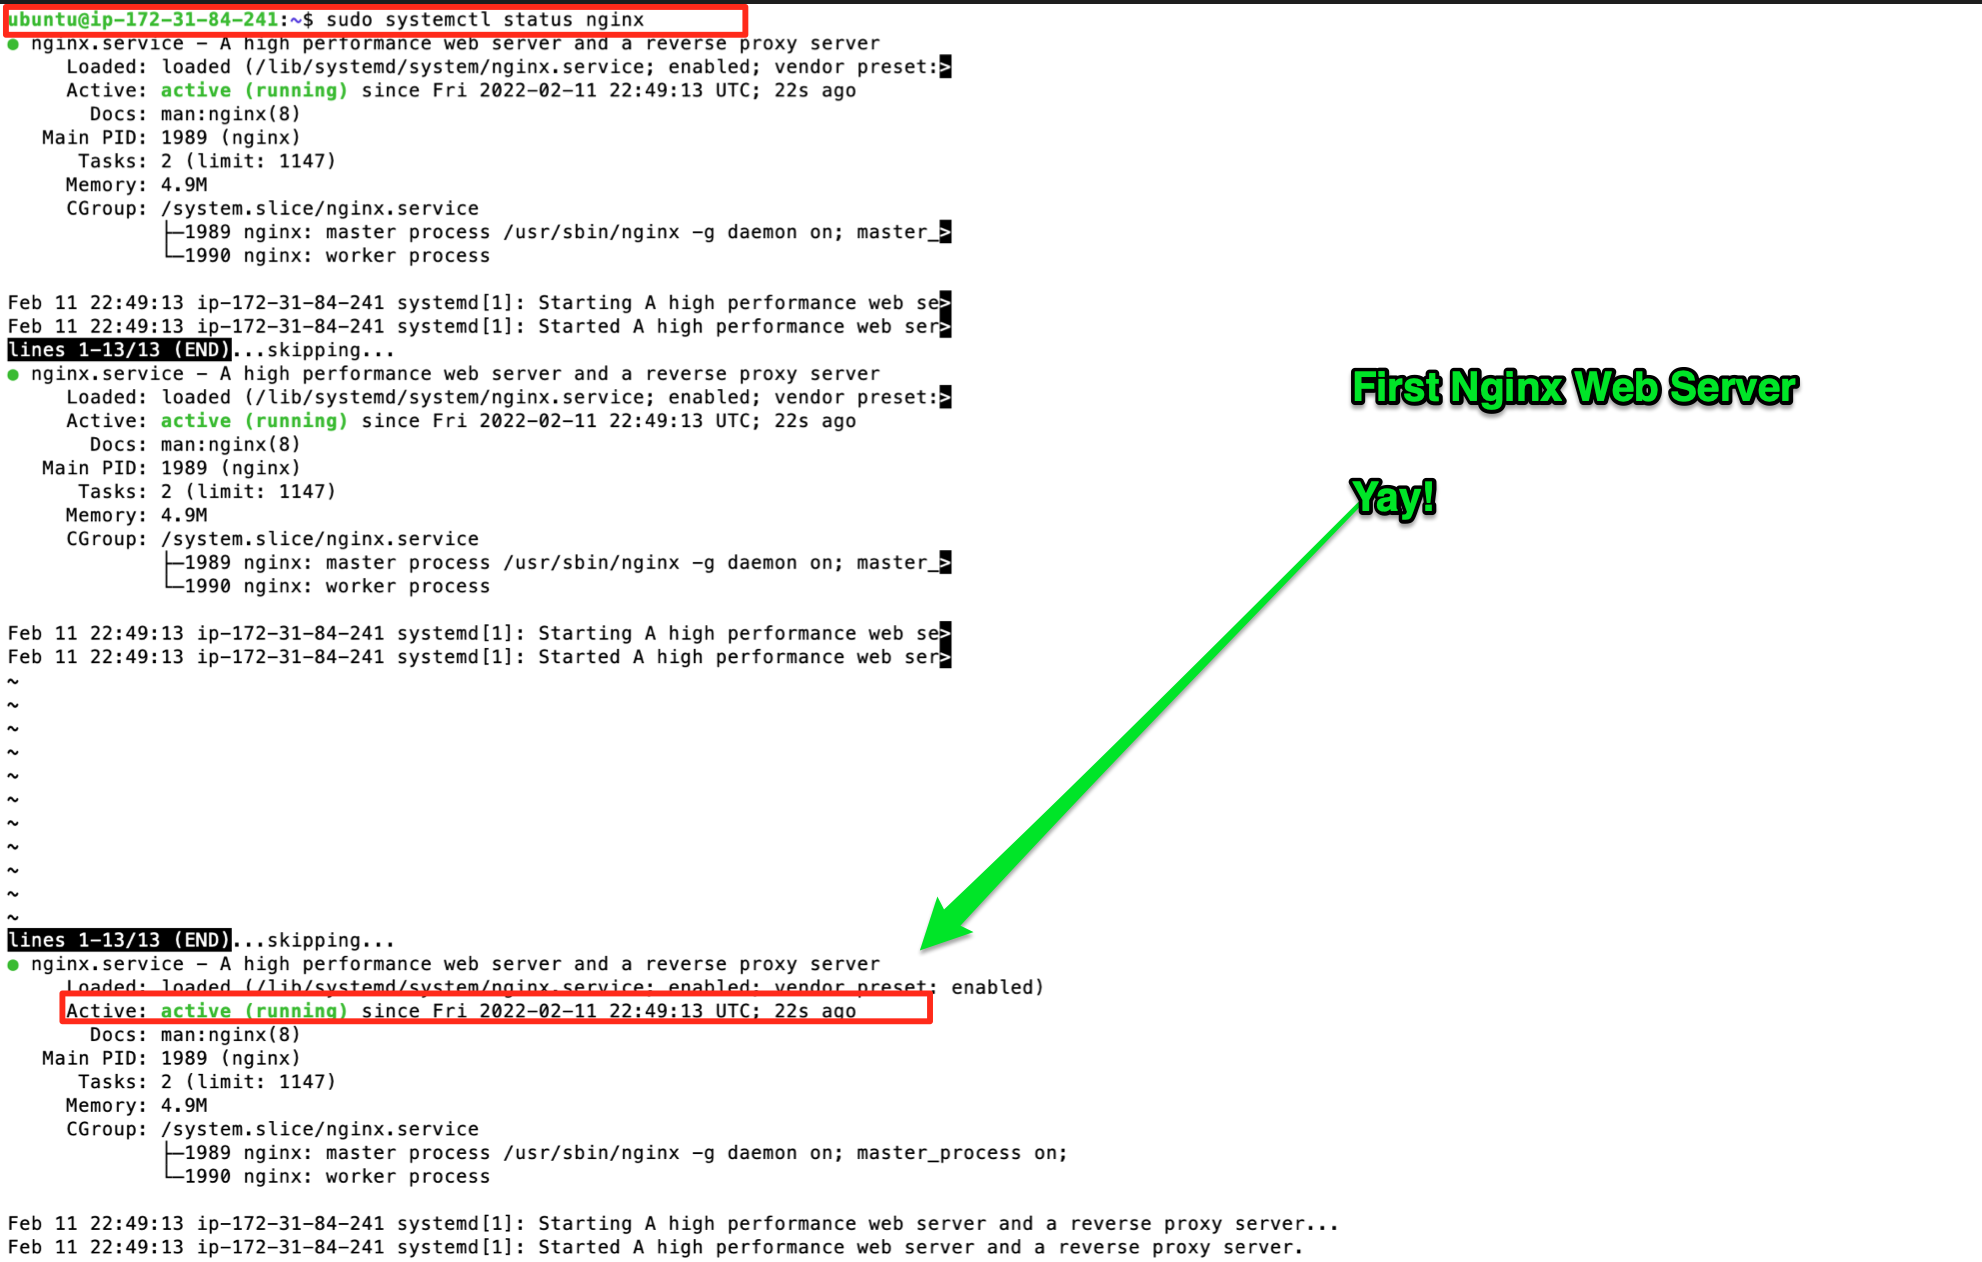 ubuntu@ip-172-31-84-241:~$ sudo systemctl status nginx
● nginx.service - A high performance web server and a reverse proxy server
     Loaded: loaded (/lib/systemd/system/nginx.service; enabled; vendor preset:>
     Active: active (running) since Fri 2022-02-11 22:49:13 UTC; 22s ago
       Docs: man:nginx(8)
   Main PID: 1989 (nginx)
      Tasks: 2 (limit: 1147)
     Memory: 4.9M
     CGroup: /system.slice/nginx.service
             ├─1989 nginx: master process /usr/sbin/nginx -g daemon on; master_>
             └─1990 nginx: worker process

Feb 11 22:49:13 ip-172-31-84-241 systemd[1]: Starting A high performance web se>
Feb 11 22:49:13 ip-172-31-84-241 systemd[1]: Started A high performance web ser>
lines 1-13/13 (END)...skipping...
● nginx.service - A high performance web server and a reverse proxy server
     Loaded: loaded (/lib/systemd/system/nginx.service; enabled; vendor preset:>
     Active: active (running) since Fri 2022-02-11 22:49:13 UTC; 22s ago
       Docs: man:nginx(8)
   Main PID: 1989 (nginx)
      Tasks: 2 (limit: 1147)
     Memory: 4.9M
     CGroup: /system.slice/nginx.service
             ├─1989 nginx: master process /usr/sbin/nginx -g daemon on; master_>
             └─1990 nginx: worker process

Feb 11 22:49:13 ip-172-31-84-241 systemd[1]: Starting A high performance web se>
Feb 11 22:49:13 ip-172-31-84-241 systemd[1]: Started A high performance web ser>
~
~
~
~
~
~
~
~
~
~
~
lines 1-13/13 (END)...skipping...
● nginx.service - A high performance web server and a reverse proxy server
     Loaded: loaded (/lib/systemd/system/nginx.service; enabled; vendor preset: enabled)
     Active: active (running) since Fri 2022-02-11 22:49:13 UTC; 22s ago
       Docs: man:nginx(8)
   Main PID: 1989 (nginx)
      Tasks: 2 (limit: 1147)
     Memory: 4.9M
     CGroup: /system.slice/nginx.service
             ├─1989 nginx: master process /usr/sbin/nginx -g daemon on; master_process on;
             └─1990 nginx: worker process

Feb 11 22:49:13 ip-172-31-84-241 systemd[1]: Starting A high performance web server and a reverse proxy server...
Feb 11 22:49:13 ip-172-31-84-241 systemd[1]: Started A high performance web server and a reverse proxy server.
First Nginx Web Server
Yay!